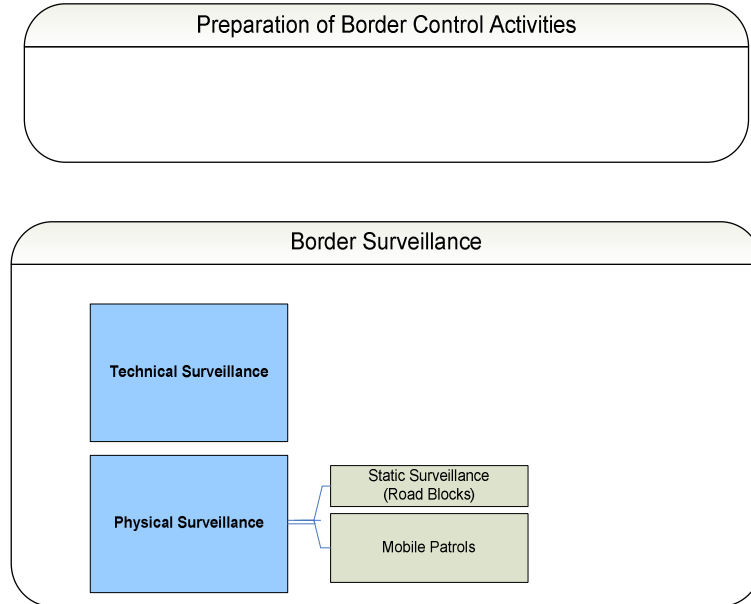 Preparation of Border Control Activities
Border Surveillance
Technical Surveillance
Physical Surveillance
Static Surveillance
(Road Blocks)
Mobile Patrols